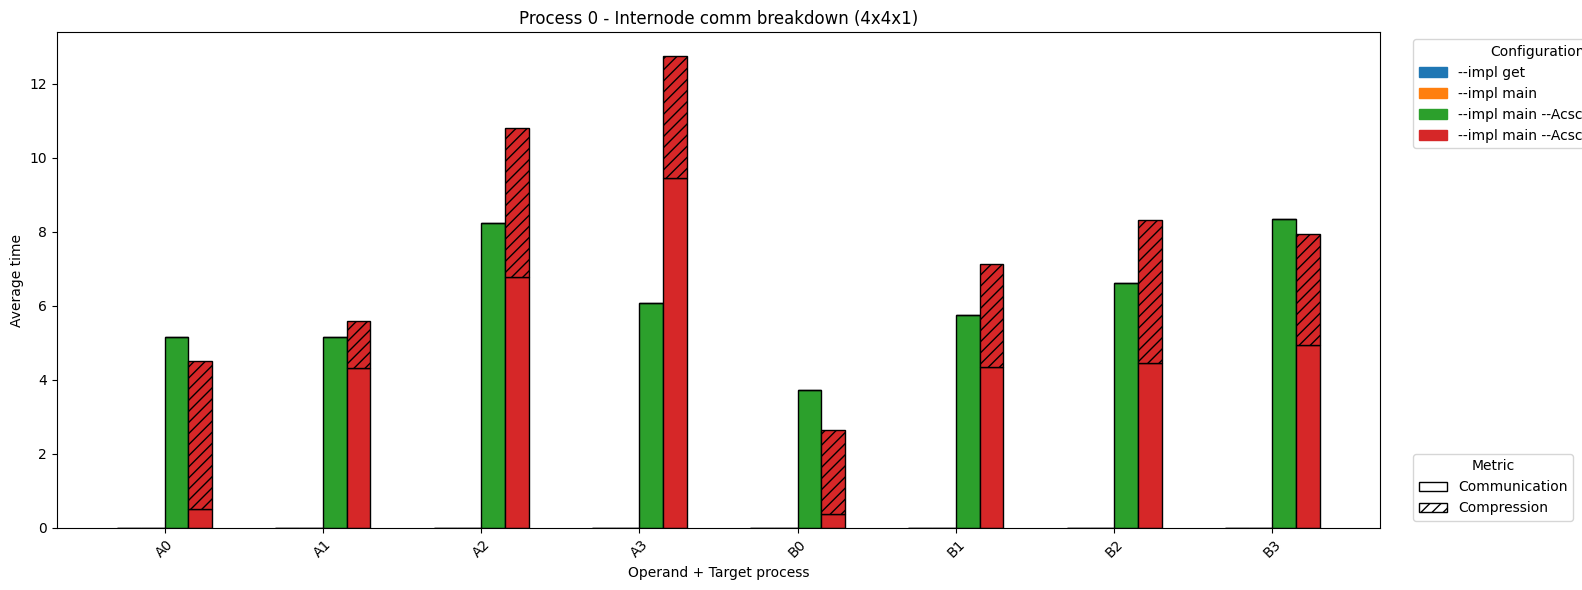 Process 0 - Internode comm breakdown (4x4x1)
Average time
12
10
8
6
4
2
0
A0
A1
A2
A3
B0
B1
B2
B3
Operand + Target process
Configuration
--impl get
--impl main
--impl main --Acsc
--impl main --Acsc
Metric
Communication
Compression